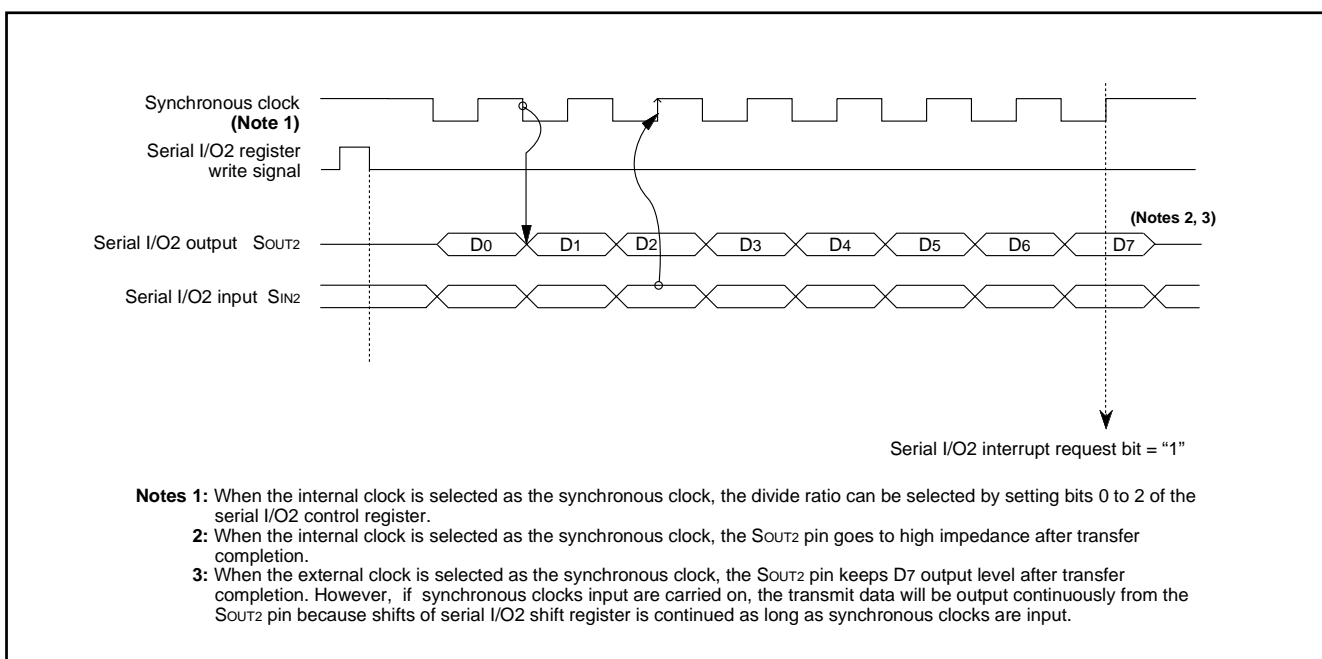 Synchronous clock
(Note 1)
Serial I/O2 register
write signal
(Notes 2, 3)
Serial I/O2 output SOUT2
D0 D1 D2 D3 D4 D5 D6 D7
Serial I/O2 input SIN2
Serial I/O2 interrupt request bit = “1”
Notes 1: When the internal clock is selected as the synchronous clock, the divide ratio can be selected by setting bits 0 to 2 of the
serial I/O2 control register.
2: When the internal clock is selected as the synchronous clock, the SOUT2 pin goes to high impedance after transfer
completion.
3: When the external clock is selected as the synchronous clock, the SOUT2 pin keeps D7 output level after transfer
completion. However, if synchronous clocks input are carried on, the transmit data will be output continuously from the
SOUT2 pin because shifts of serial I/O2 shift register is continued as long as synchronous clocks are input.